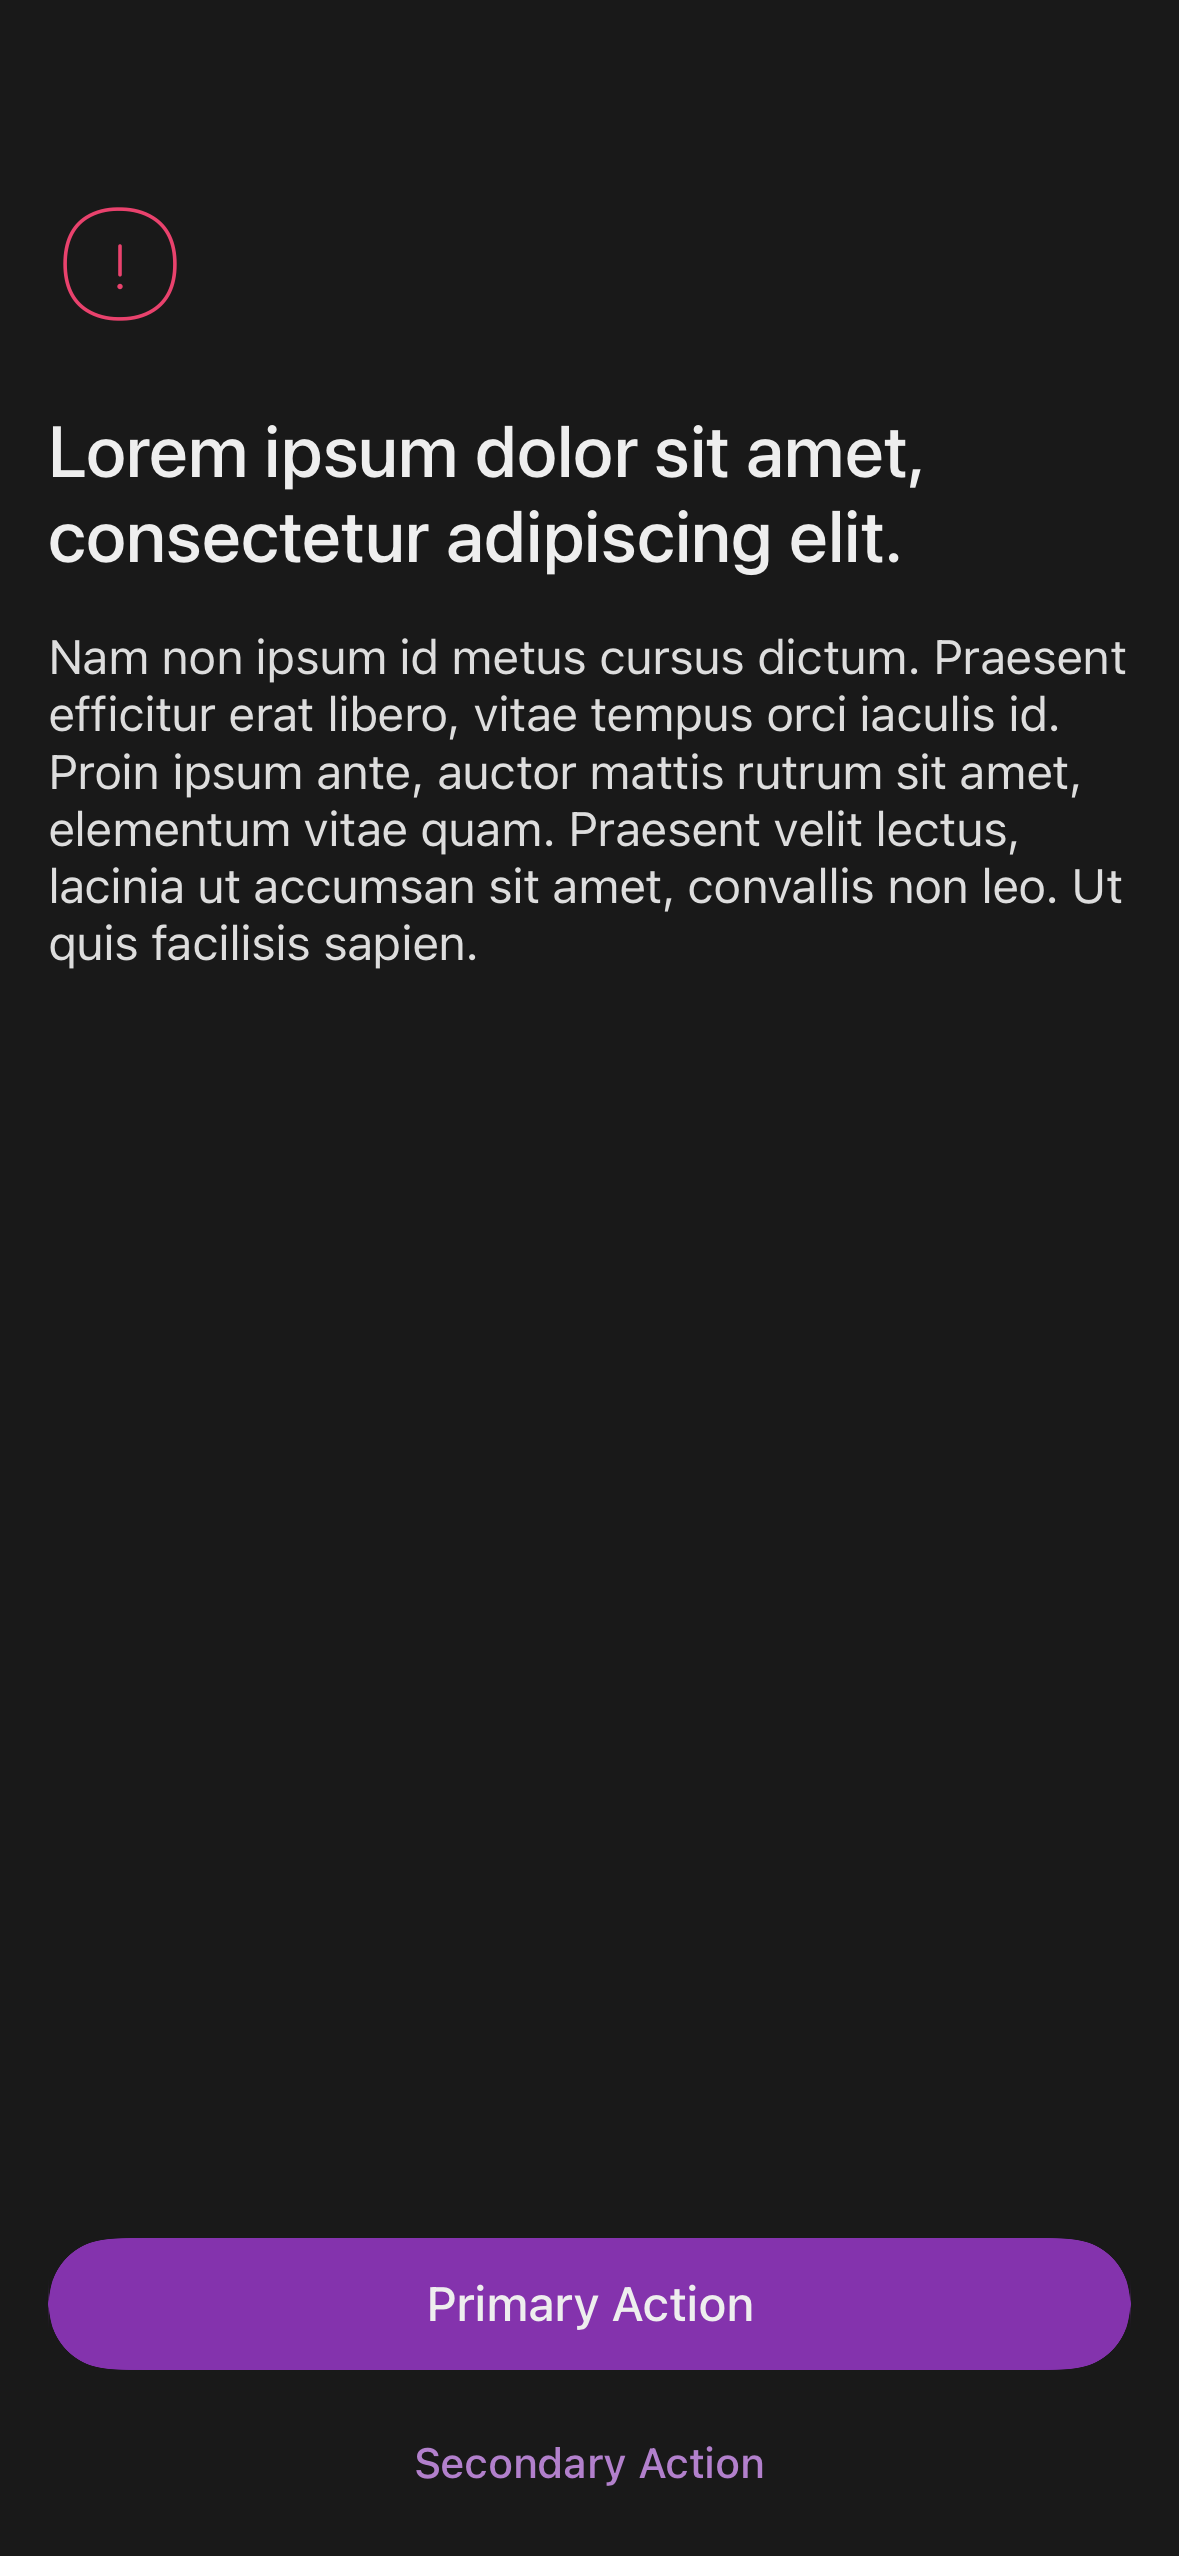 Lorem ipsum dolor sit amet,
consectetur adipiscing elit.
Nam non ipsum id metus cursus dictum. Praesent
efficitur erat libero, vitae tempus orci iaculis id.
Proin ipsum ante, auctor mattis rutrum sit amet,
elementum vitae quam. Praesent velit lectus,
lacinia ut accumsan sit amet, convallis non leo. Ut
quis facilisis sapien.
Primary Action
Secondary Action